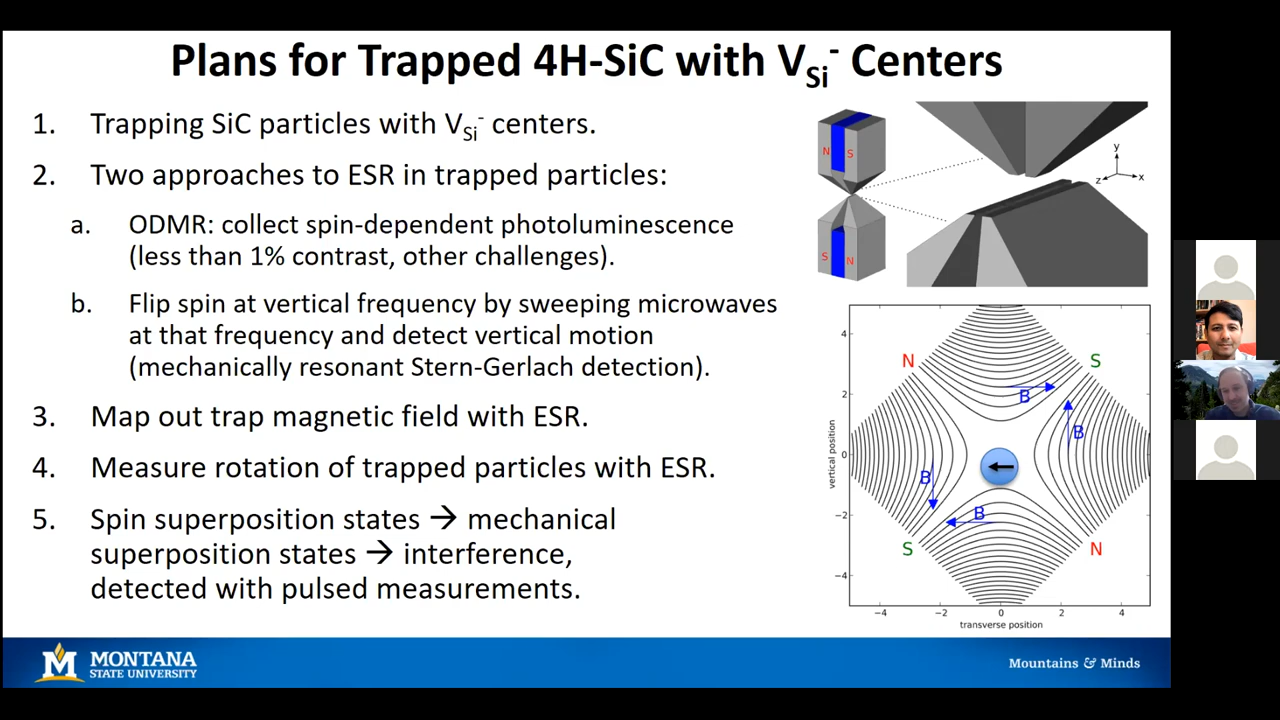 Plans for Trapped 4H-SiC with VSi- Centers
1. Trapping SiC particles with VSi- centers.
2. Two approaches to ESR in trapped particles:
a. ODMR: collect spin-dependent photoluminescence
(less than 1% contrast, other challenges).
b. Flip spin at vertical frequency by sweeping microwaves
at that frequency and detect vertical motion
(mechanically resonant Stern-Gerlach detection).
3. Map out trap magnetic field with ESR.
4. Measure rotation of trapped particles with ESR.
5. Spin superposition states → mechanical
superposition states → interference,
detected with pulsed measurements.
N S
S N
y
z x
N S
B
B
B
B
S N
vertical position
4
2
0
−2
−4
−4 −2 0 2 4
transverse position
M MONTANA
STATE UNIVERSITY
Mountains & Minds